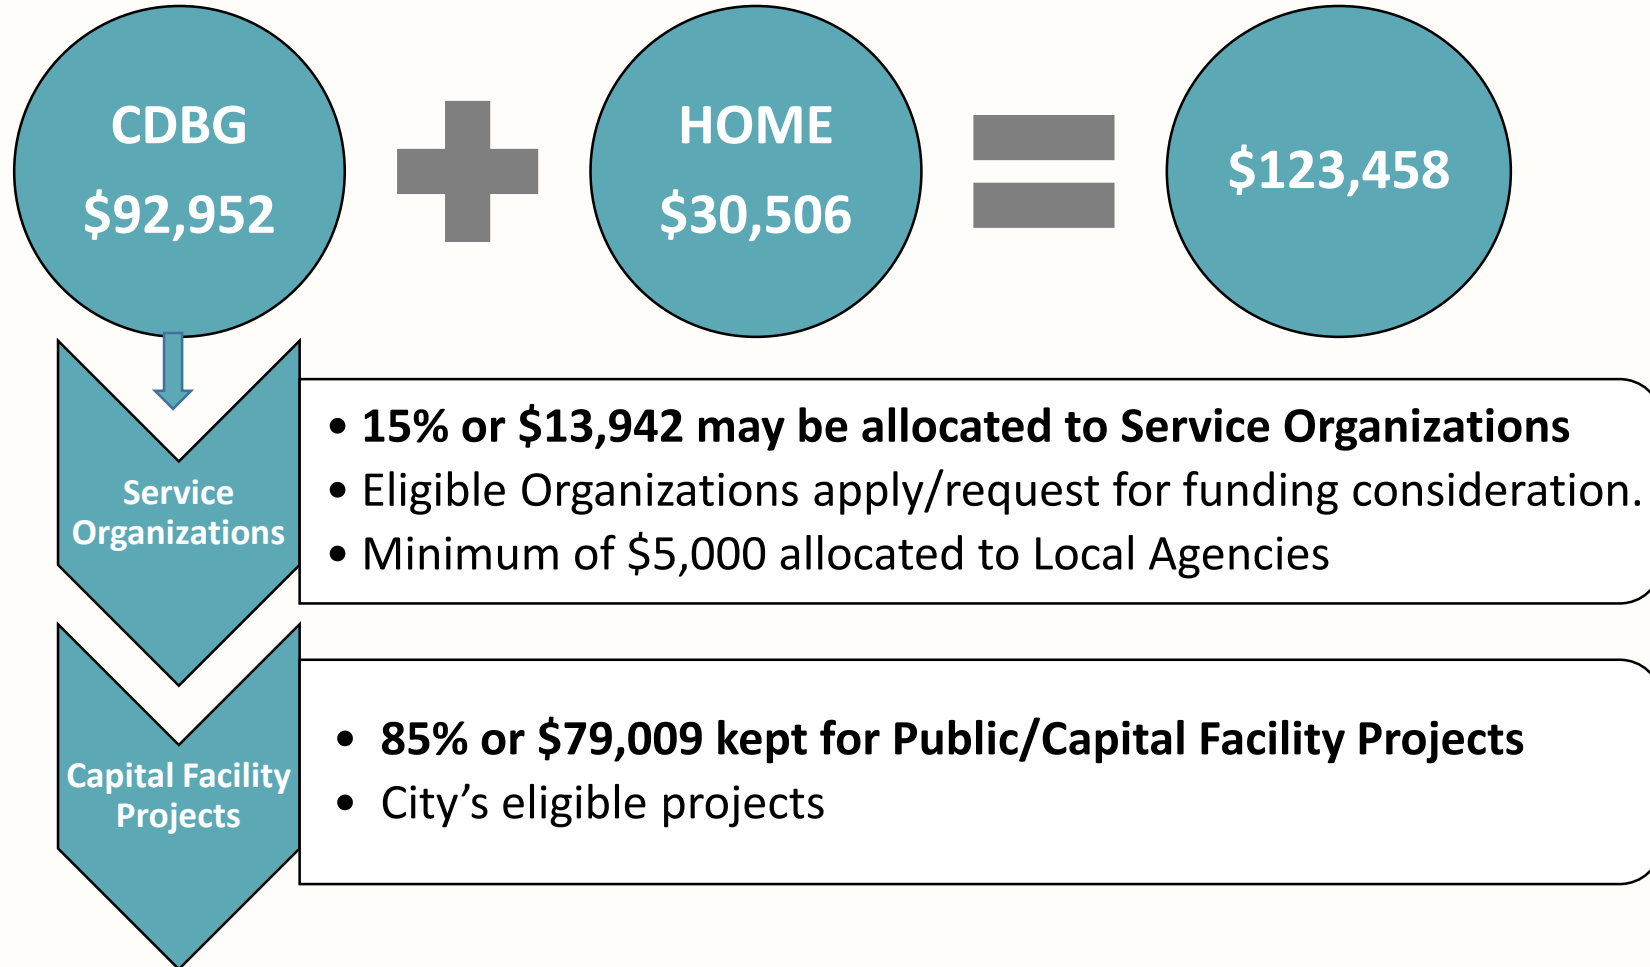 CDBG
$92,952
HOME
$30,506
$123,458
Service
Organizations
• 15% or $13,942 may be allocated to Service Organizations
• Eligible Organizations apply/request for funding consideration.
• Minimum of $5,000 allocated to Local Agencies
Capital Facility
Projects
• 85% or $79,009 kept for Public/Capital Facility Projects
• City’s eligible projects